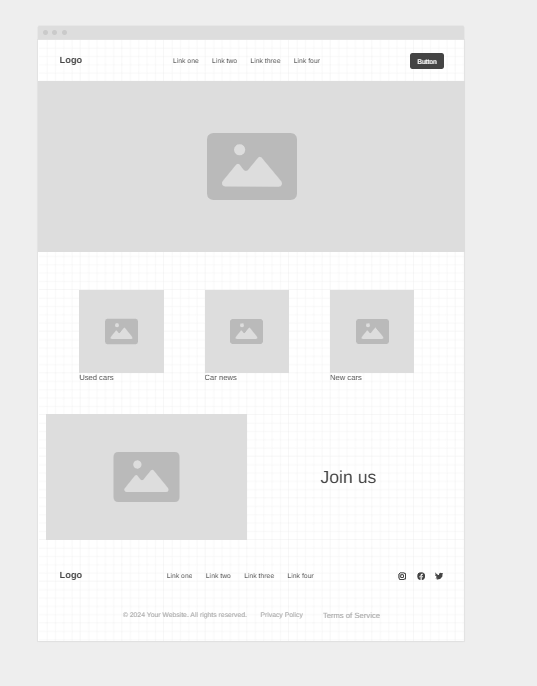 Logo Link one Link two Link three Link four Button
Used cars Car news New cars
Join us
Logo Link one Link two Link three Link four
© 2024 Your Website. All rights reserved. Privacy Policy Terms of Service